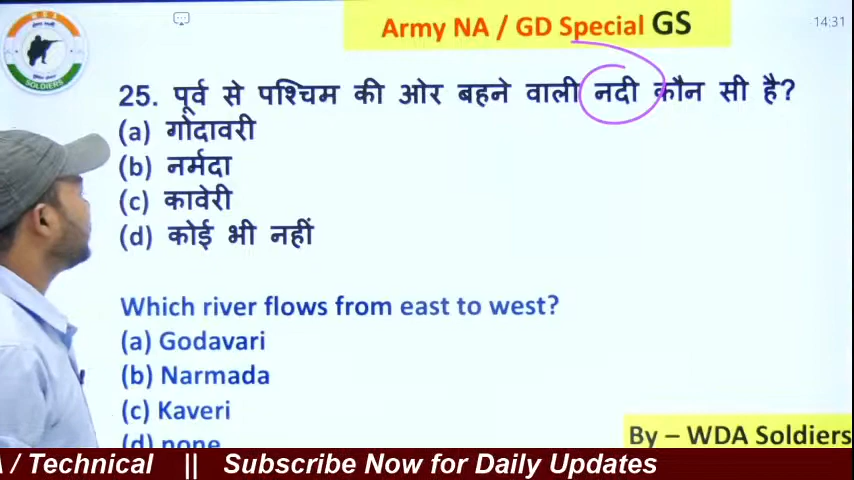 Army NA / GD Special GS
14:31
SOLDIERS
25. पूर्व से पश्चिम की ओर बहने वाली नदी कौन सी है?
(a) गोदावरी
(b) नर्मदा
(c) कावेरी
(d) कोई भी नहीं
Which river flows from east to west?
(a) Godavari
(b) Narmada
(c) Kaveri
(d) none
By – WDA Soldiers
/ Technical || Subscribe Now for Daily Updates